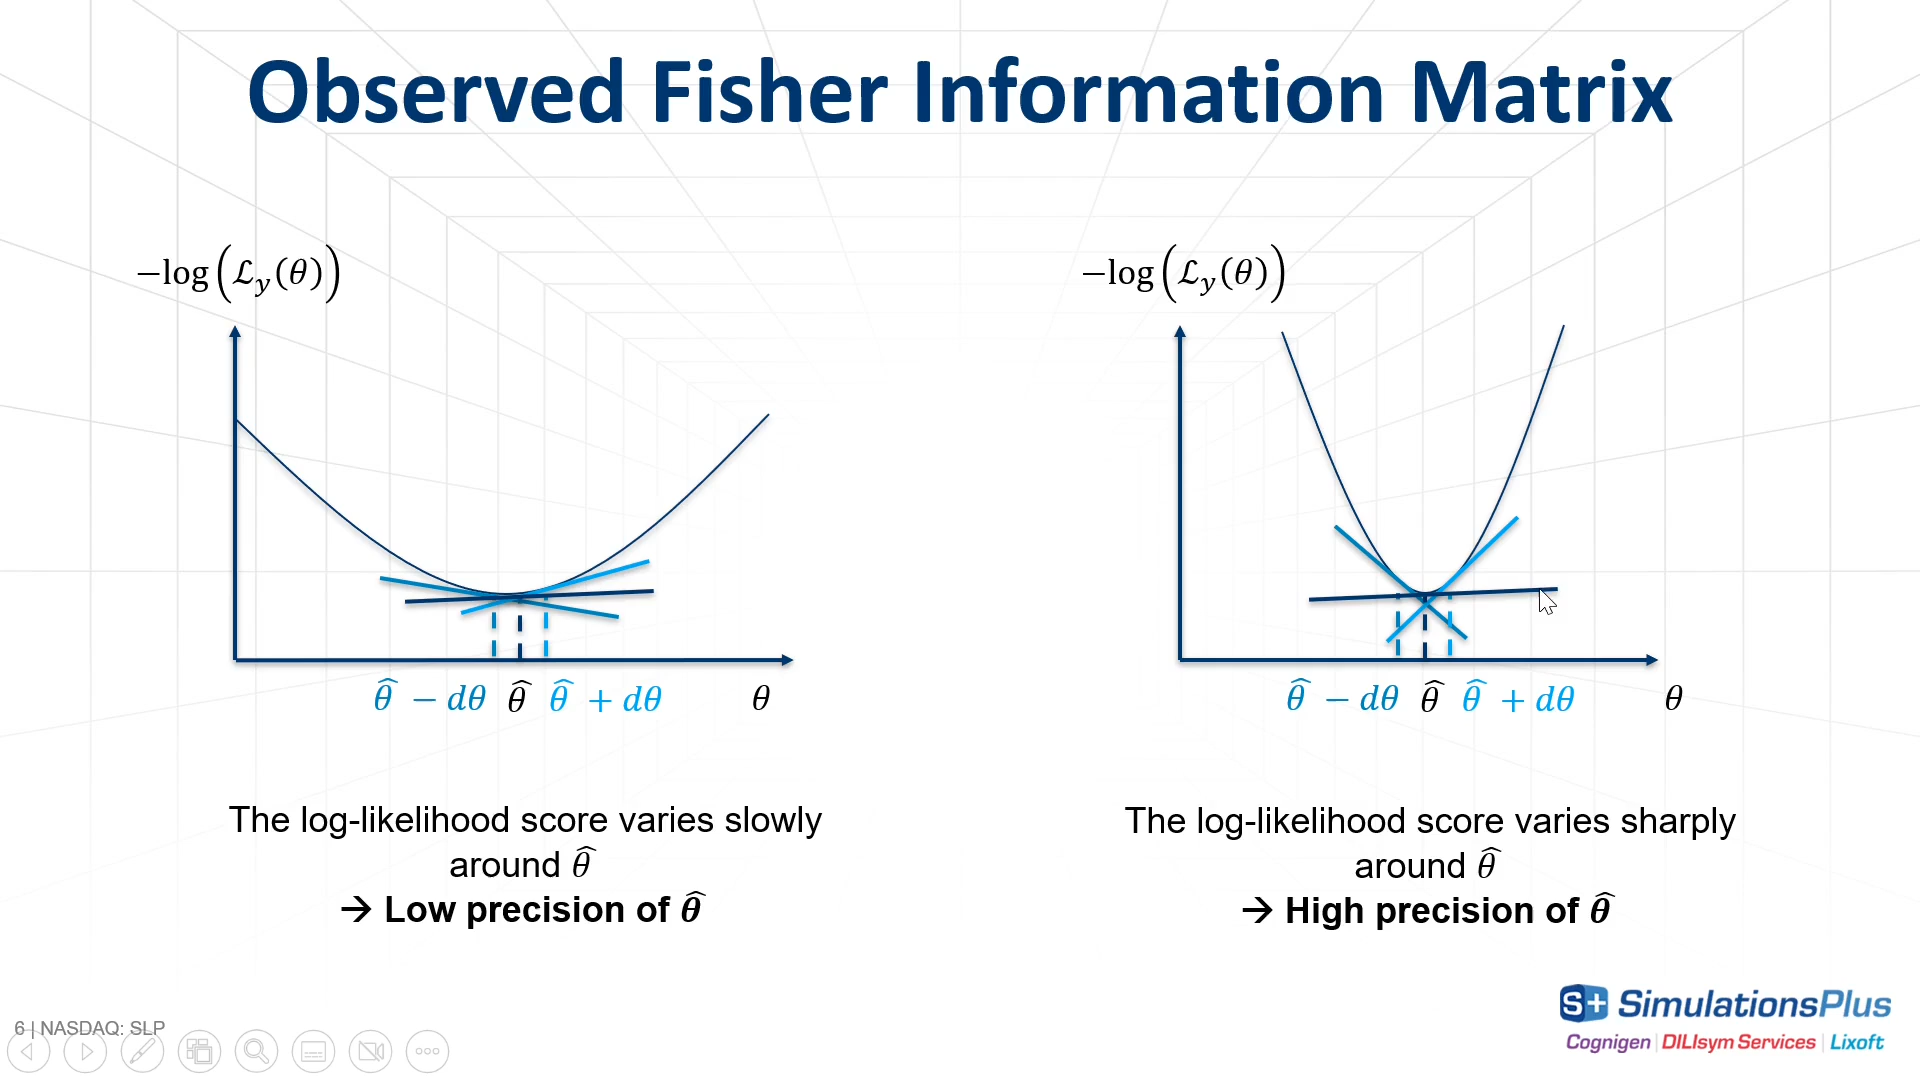 Observed Fisher Information Matrix
−log(ℒ_y(θ))
−log(ℒ_y(θ))
θ̂ − dθ θ̂ θ̂ + dθ θ
θ̂ − dθ θ̂ θ̂ + dθ θ
The log-likelihood score varies slowly
around θ̂
→ Low precision of θ̂
The log-likelihood score varies sharply
around θ̂
→ High precision of θ̂
6 | NASDAQ: SLP
S+ SimulationsPlus
Cognigen | DILIsym Services | Lixoft